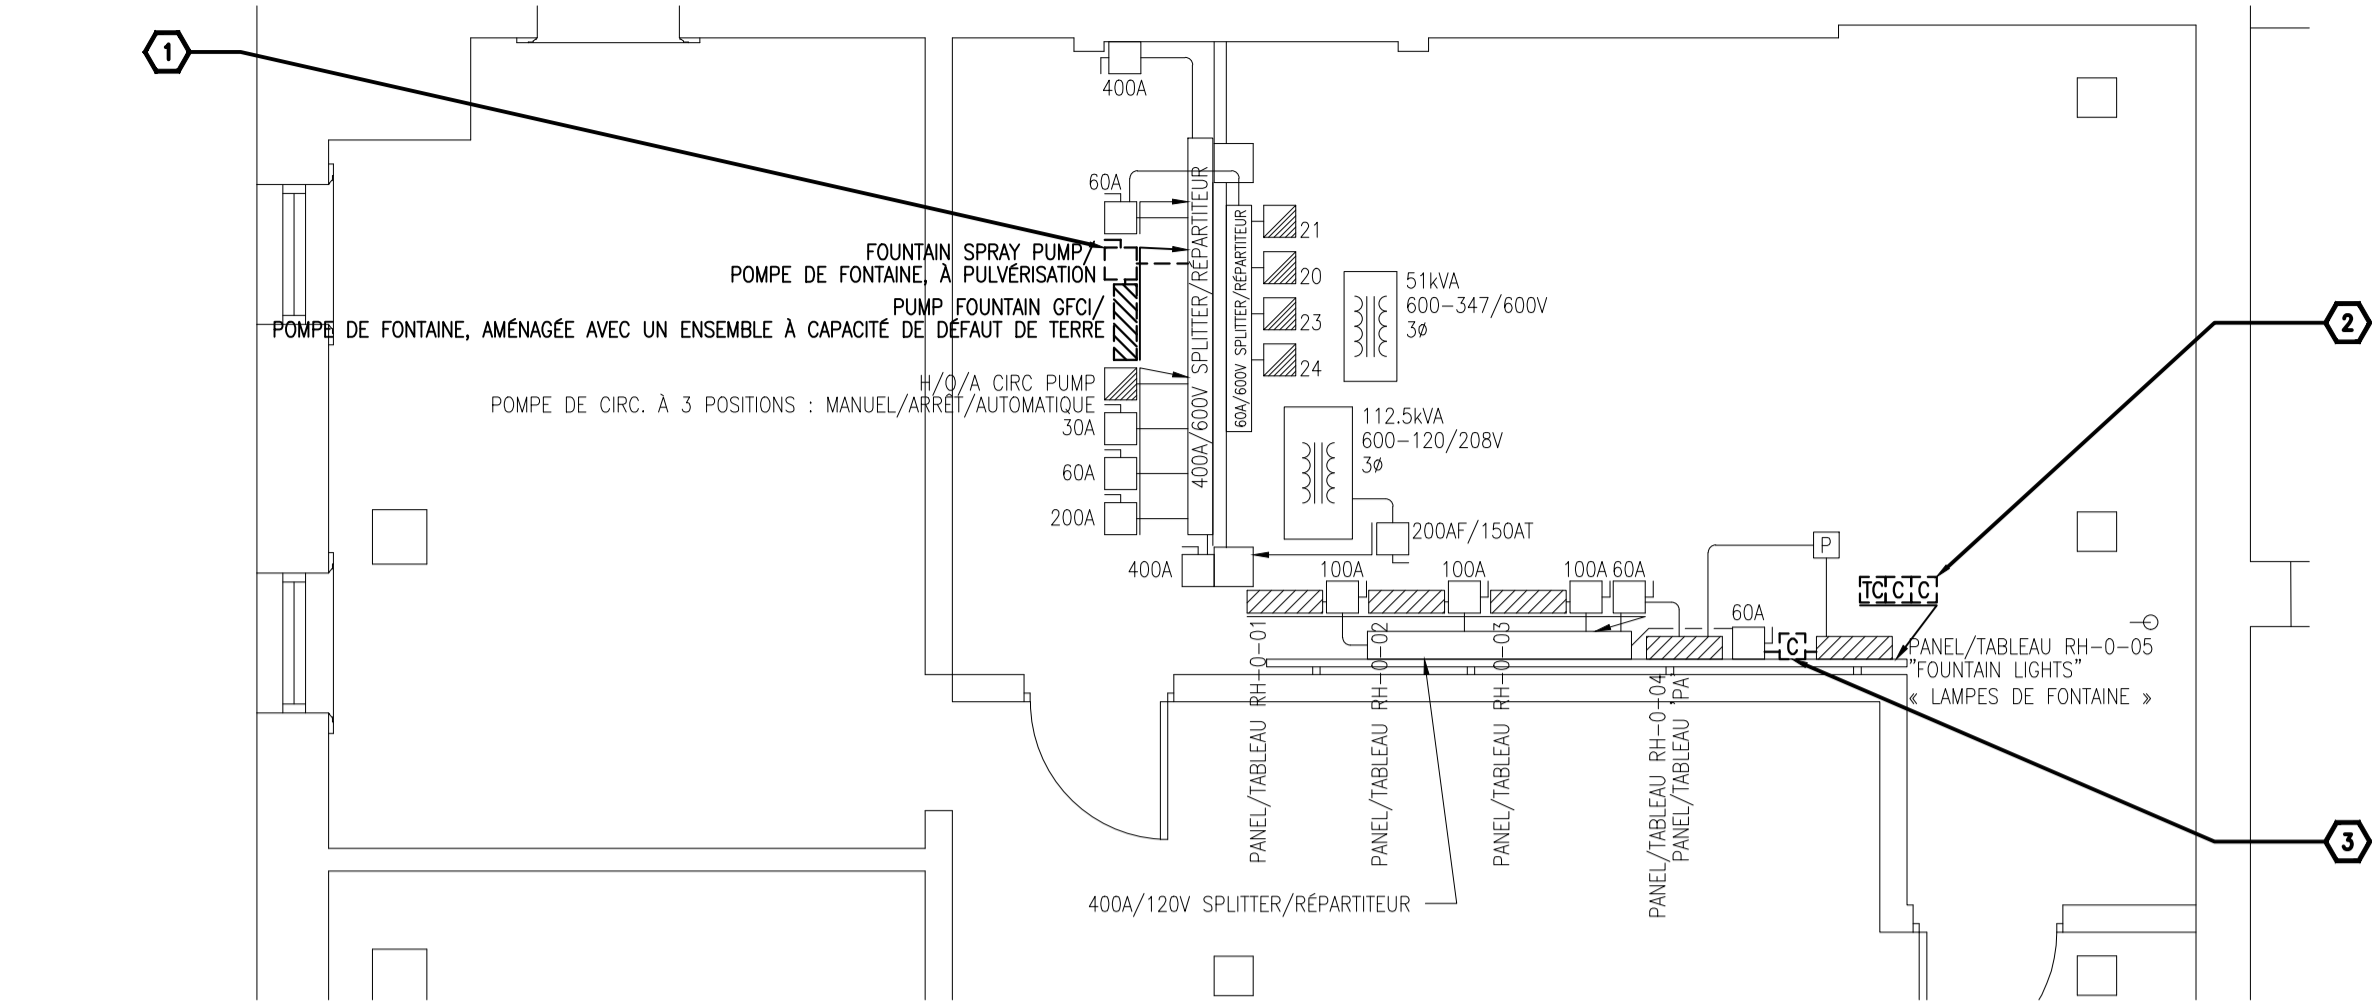 1
400A
60A
400A/600V SPLITTER/RÉPARTITEUR
60A/600V SPLITTER/RÉPARTITEUR
21
20
23
24
FOUNTAIN SPRAY PUMP/
POMPE DE FONTAINE, À PULVÉRISATION
PUMP FOUNTAIN GFCI/
POMPE DE FONTAINE, AMÉNAGÉE AVEC UN ENSEMBLE À CAPACITÉ DE DÉFAUT DE TERRE
H/O/A CIRC PUMP
POMPE DE CIRC. À 3 POSITIONS : MANUEL/ARRÊT/AUTOMATIQUE
30A
60A
200A
400A
51kVA
600-347/600V
3ø
112.5kVA
600-120/208V
3ø
200AF/150AT
2
100A
100A
100A
60A
P
TC
C
C
60A
C
PANEL/TABLEAU RH-0-05
"FOUNTAIN LIGHTS"
« LAMPES DE FONTAINE »
PANEL/TABLEAU RH-0-01
PANEL/TABLEAU RH-0-02
PANEL/TABLEAU RH-0-03
PANEL/TABLEAU RH-0-04
PANEL/TABLEAU 'PA'
3
400A/120V SPLITTER/RÉPARTITEUR